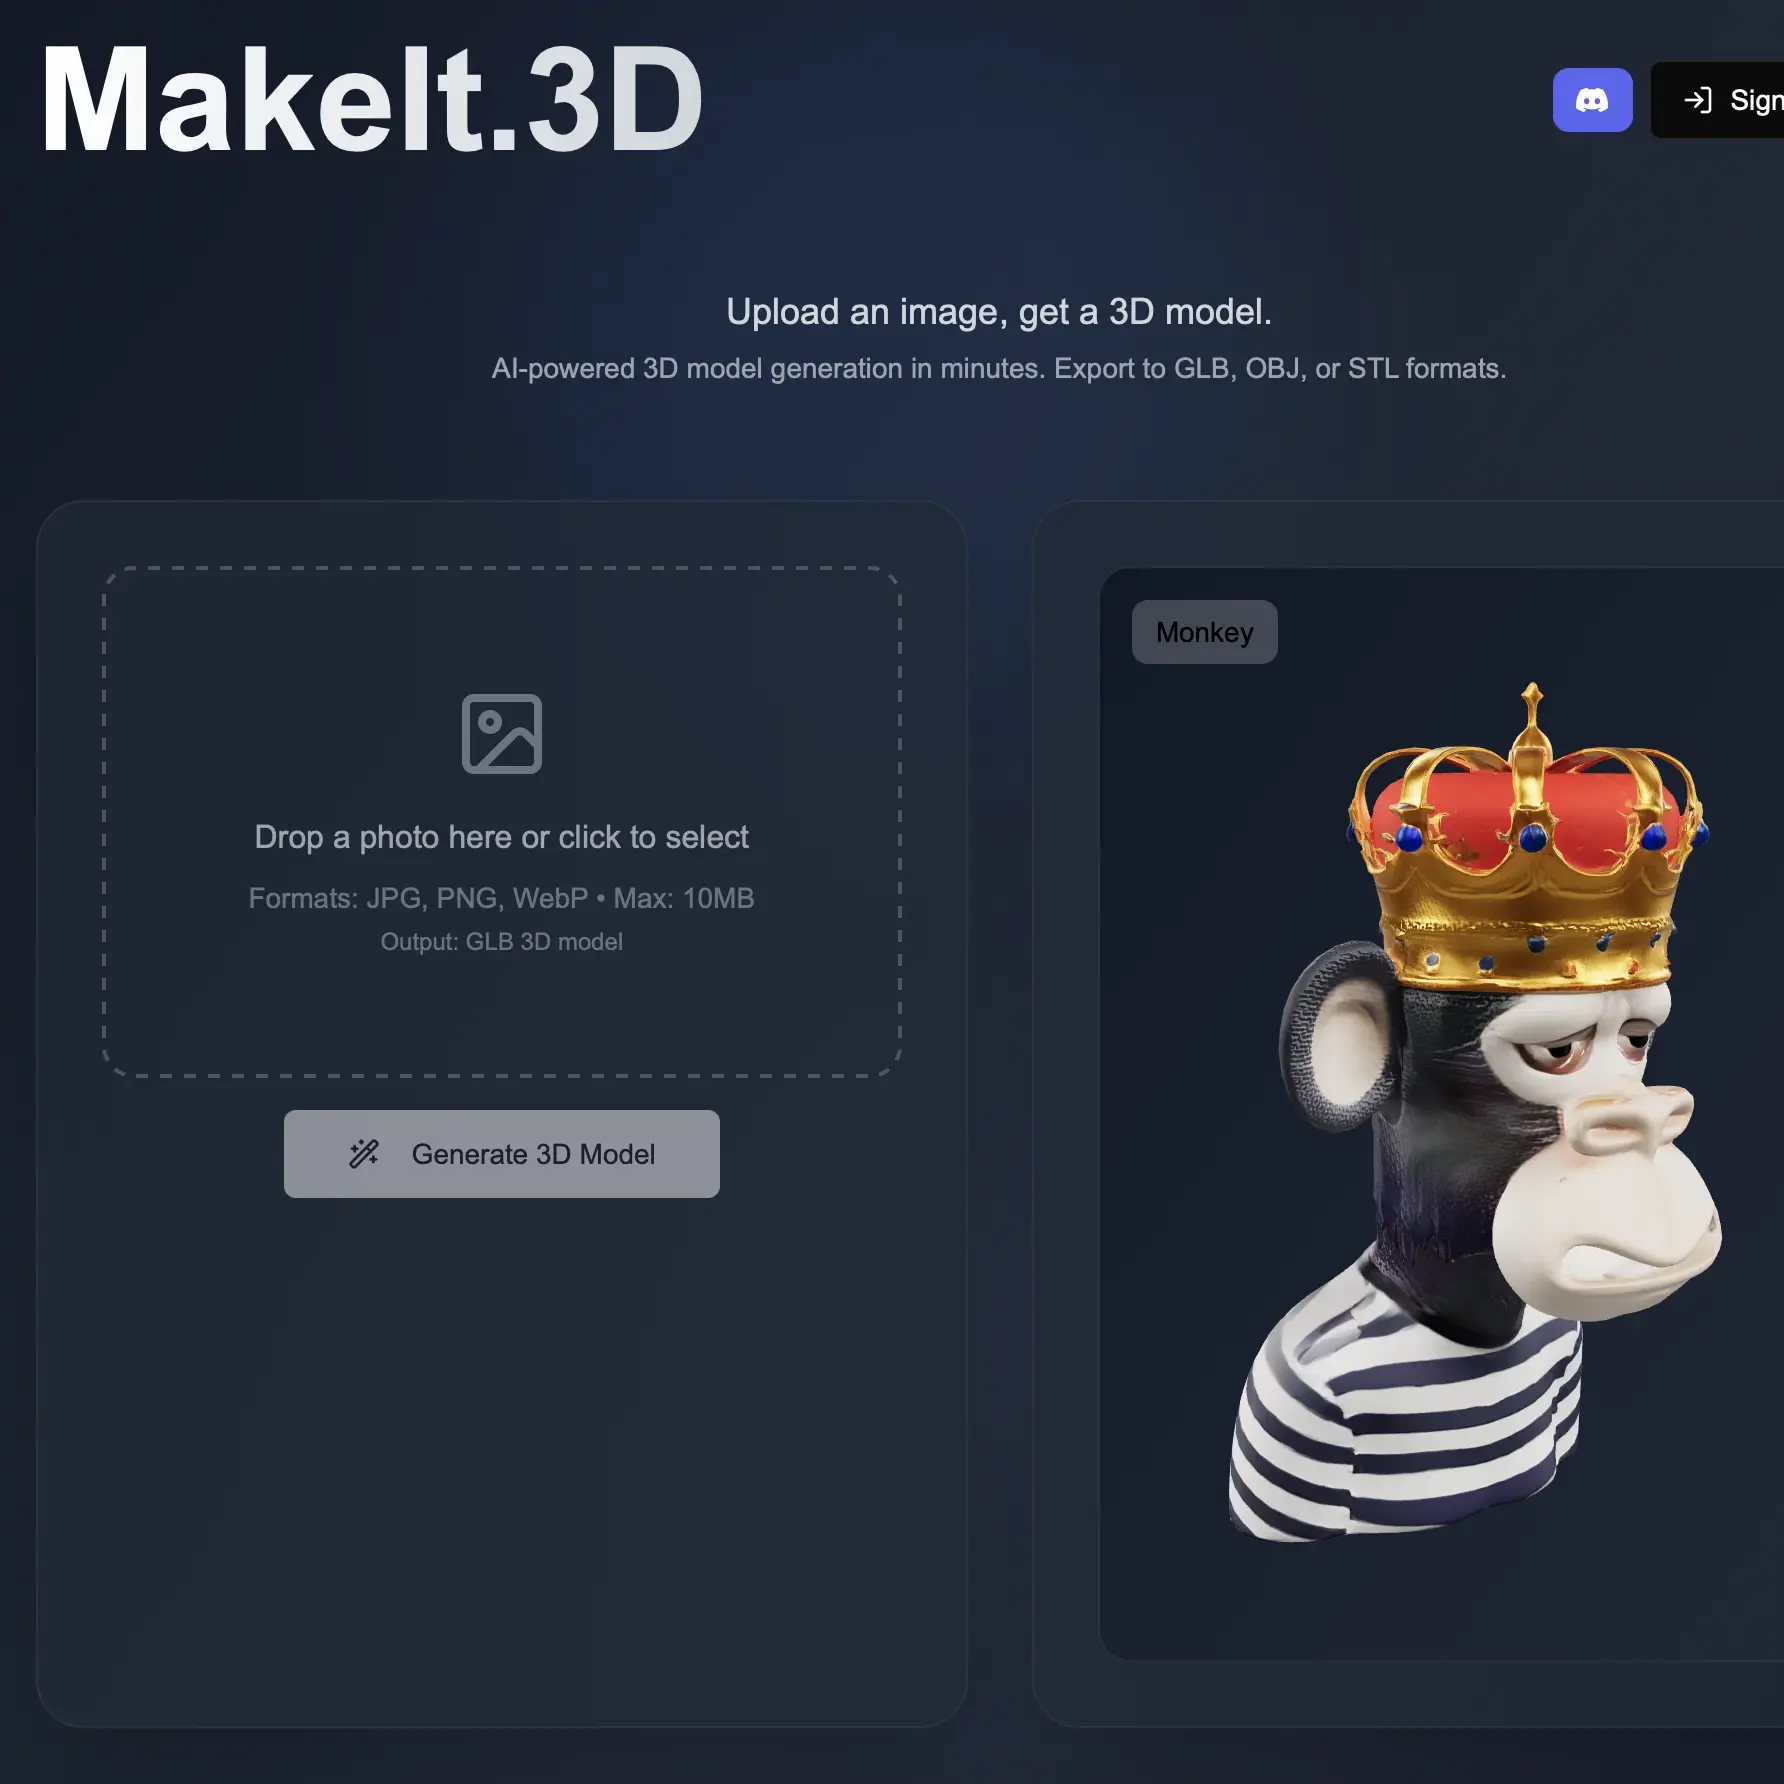 MakeIt.3D
Sign
Upload an image, get a 3D model.
AI-powered 3D model generation in minutes. Export to GLB, OBJ, or STL formats.
Drop a photo here or click to select
Formats: JPG, PNG, WebP • Max: 10MB
Output: GLB 3D model
Generate 3D Model
Monkey